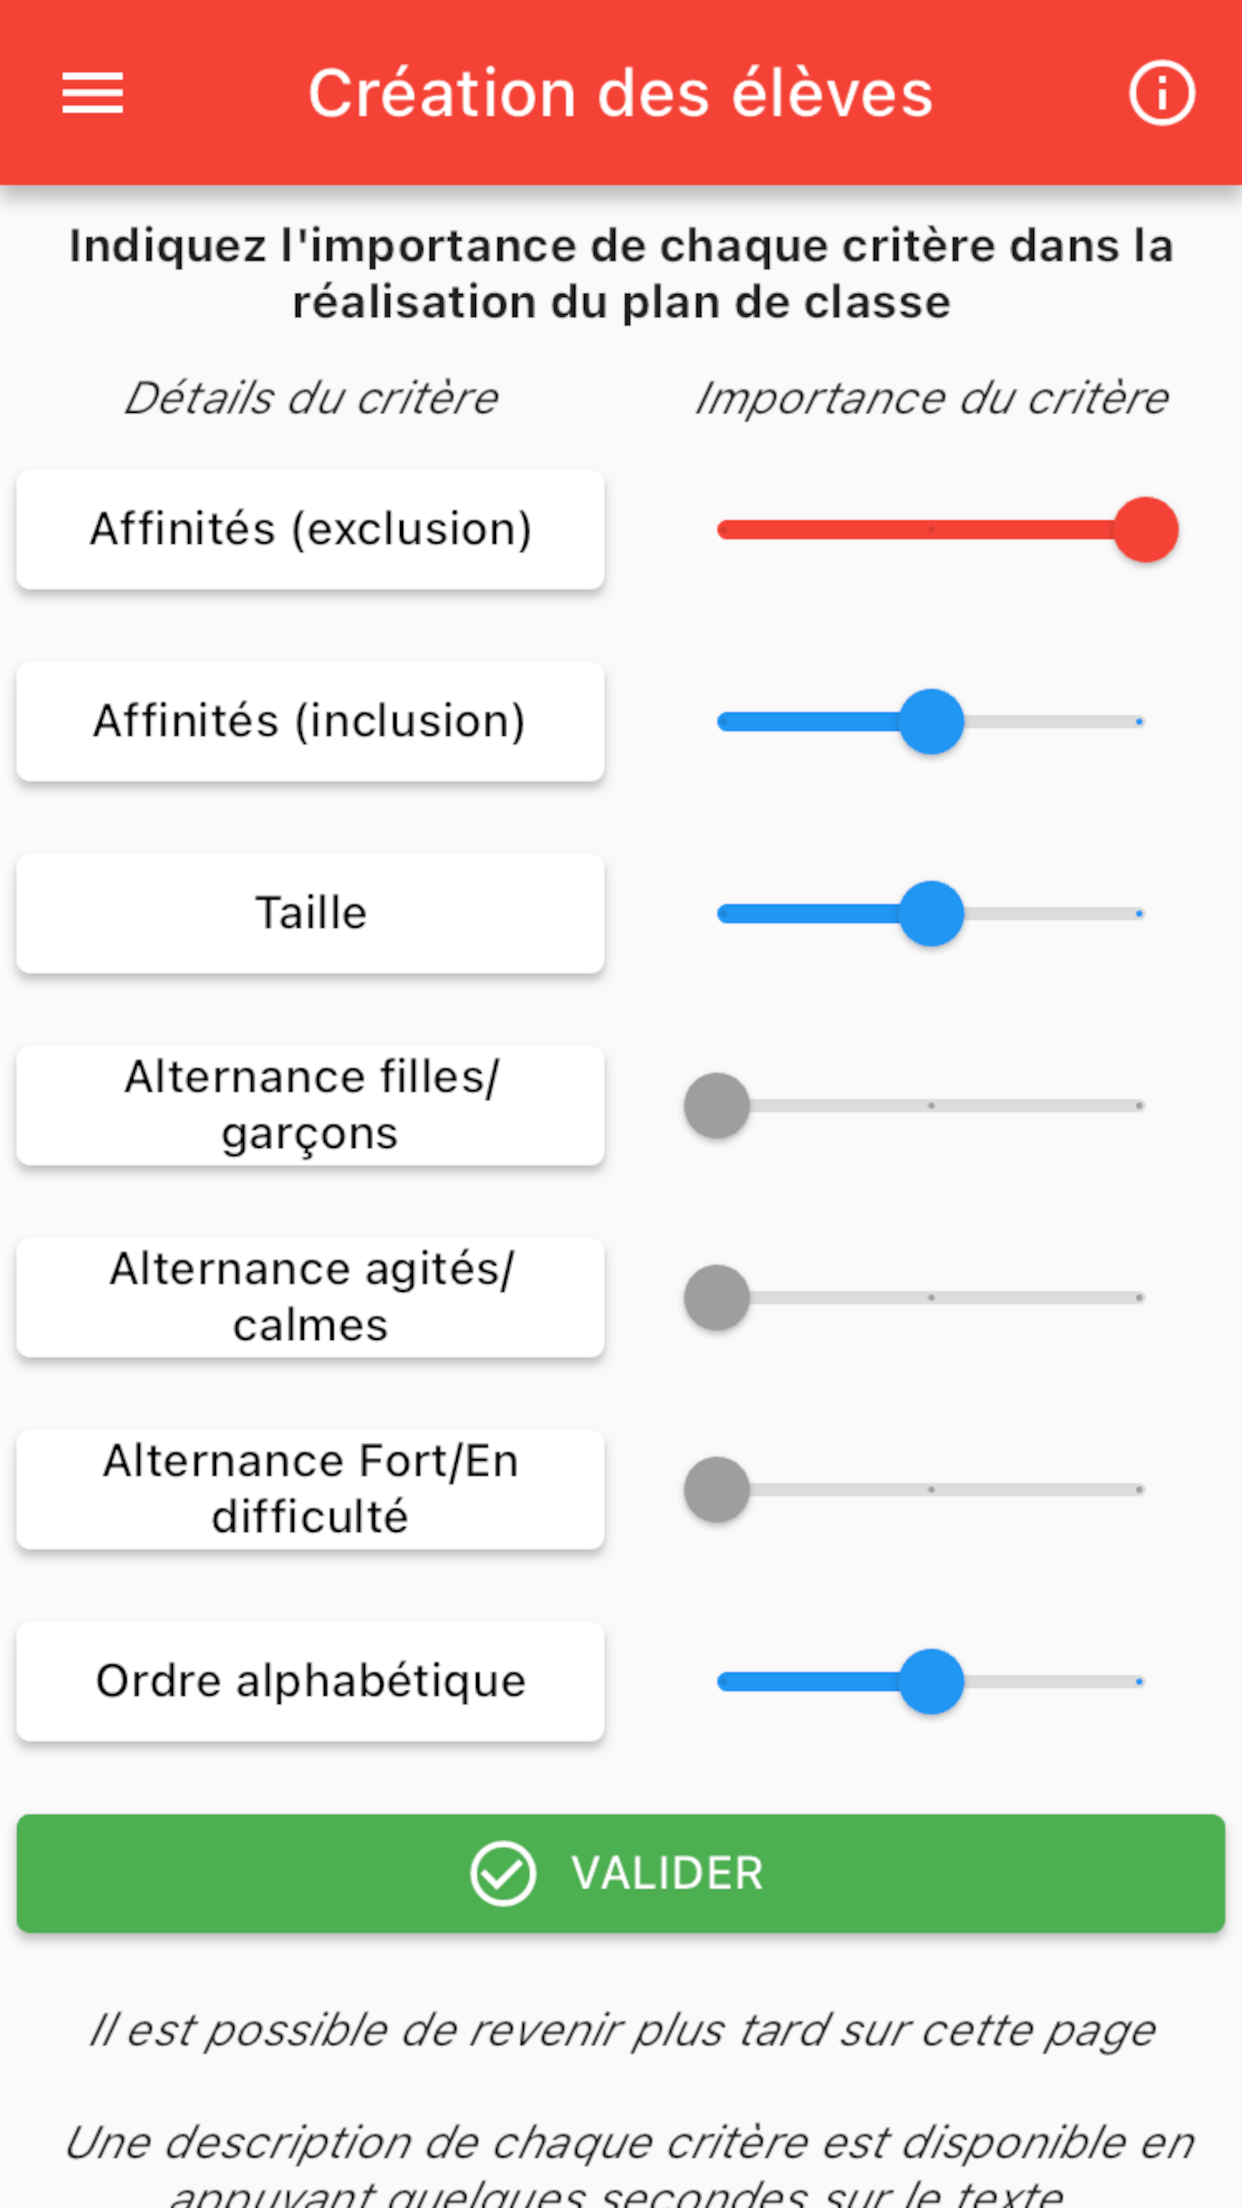 Création des élèves
Indiquez l'importance de chaque critère dans la
réalisation du plan de classe
Détails du critère
Importance du critère
Affinités (exclusion)
Affinités (inclusion)
Taille
Alternance filles/
garçons
Alternance agités/
calmes
Alternance Fort/En
difficulté
Ordre alphabétique
VALIDER
Il est possible de revenir plus tard sur cette page
Une description de chaque critère est disponible en
appuyant quelques secondes sur le texte